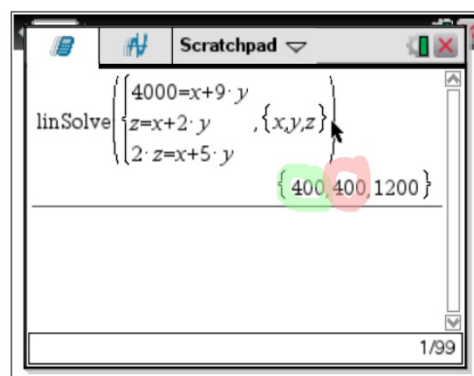 Scratchpad
4000=x+9· y
linSolve z=x+2· y ,{x,y,z}
2· z=x+5· y
{400,400,1200}
1/99